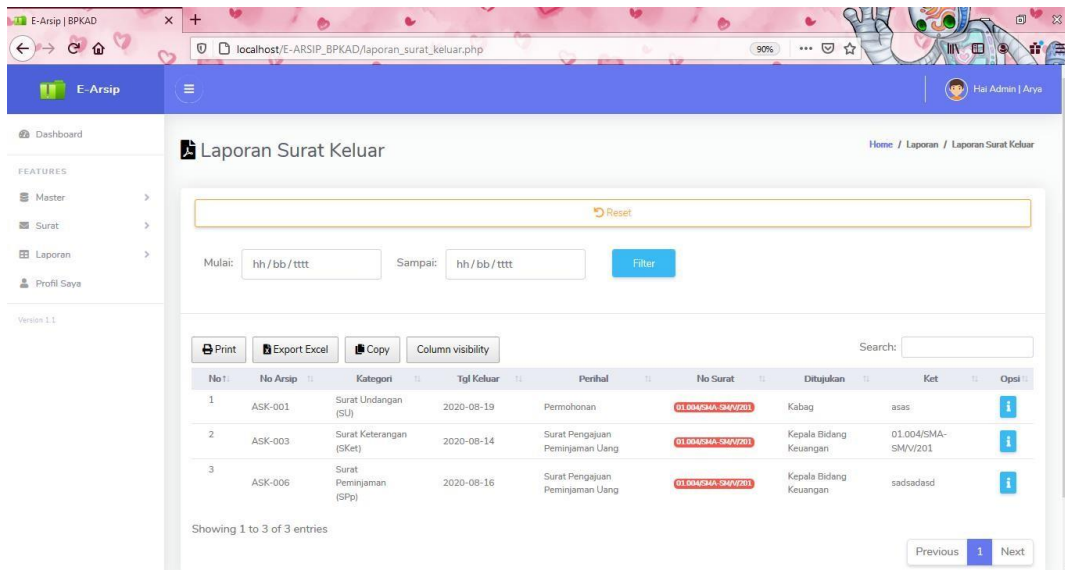 E-Arsip | BPKAD
localhost/E-ARSIP_BPKAD/laporan_surat_keluar.php
90%
E-Arsip
Hai Admin | Arya
Dashboard
FEATURES
Master
Surat
Laporan
Profil Saya
Version 1.1
Laporan Surat Keluar
Home / Laporan / Laporan Surat Keluar
Reset
Mulai: hh / bb / tttt Sampai: hh / bb / tttt Filter
Print Export Excel Copy Column visibility Search:
No No Arsip Kategori Tgl Keluar Perihal No Surat Ditujukan Ket Opsi
1 ASK-001 Surat Undangan (SU) 2020-08-19 Permohonan 01.004/SMA-SM/V/201 Kabag asas
2 ASK-003 Surat Keterangan (SKet) 2020-08-14 Surat Pengajuan Peminjaman Uang 01.004/SMA-SM/V/201 Kepala Bidang Keuangan 01.004/SMA-SM/V/201
3 ASK-006 Surat Peminjaman (SPp) 2020-08-16 Surat Pengajuan Peminjaman Uang 01.004/SMA-SM/V/201 Kepala Bidang Keuangan sadsadasd
Showing 1 to 3 of 3 entries
Previous 1 Next